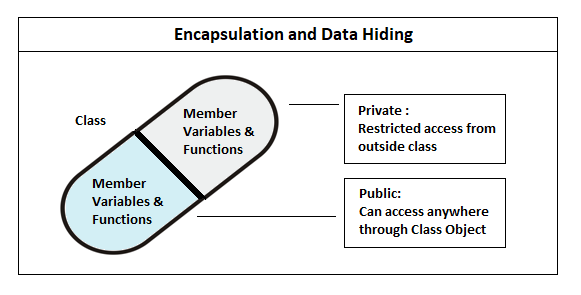 Encapsulation and Data Hiding
Class
Member
Variables &
Functions
Member
Variables &
Functions
Private :
Restricted access from
outside class
Public:
Can access anywhere
through Class Object